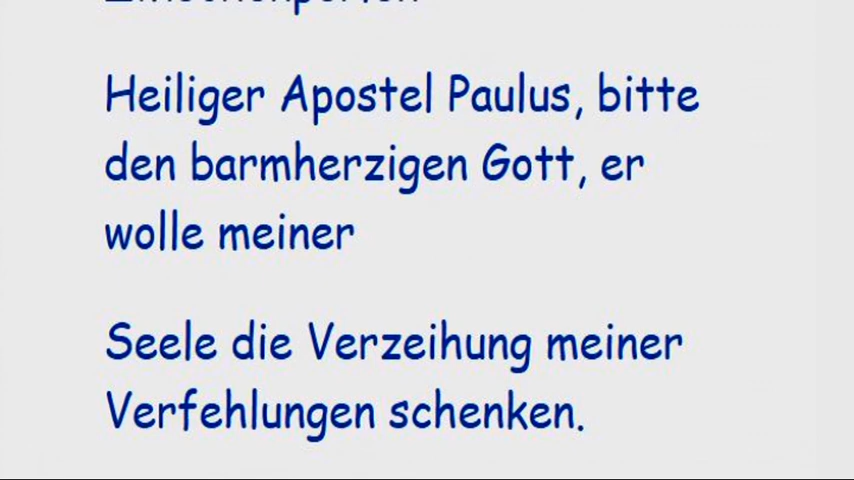 Heiliger Apostel Paulus, bitte
den barmherzigen Gott, er
wolle meiner
Seele die Verzeihung meiner
Verfehlungen schenken.